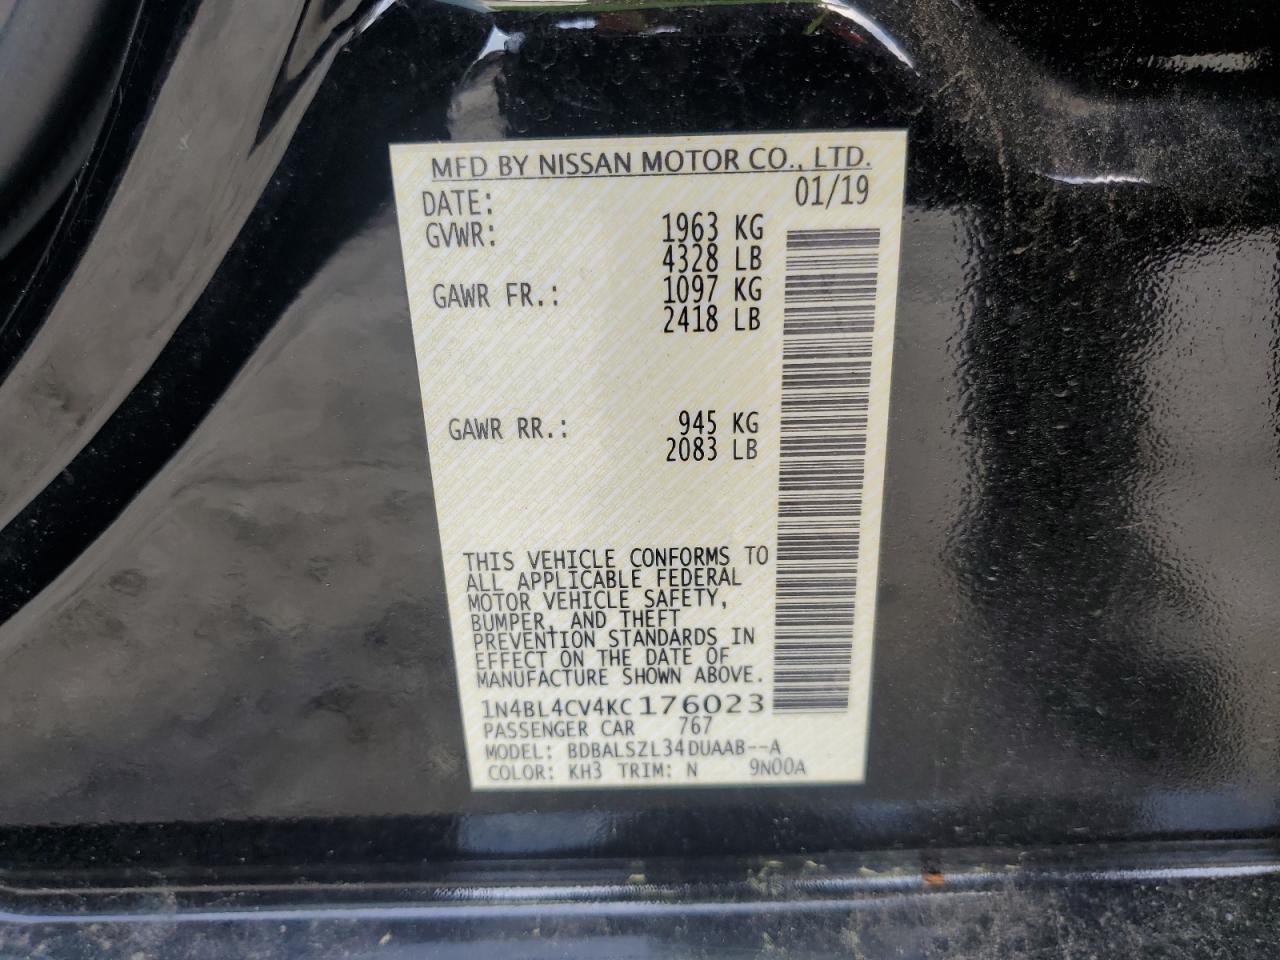 MFD BY NISSAN MOTOR CO., LTD.
DATE: 01/19
GVWR: 1963 KG
4328 LB
GAWR FR.: 1097 KG
2418 LB
GAWR RR.: 945 KG
2083 LB
THIS VEHICLE CONFORMS TO
ALL APPLICABLE FEDERAL
MOTOR VEHICLE SAFETY,
BUMPER, AND THEFT
PREVENTION STANDARDS IN
EFFECT ON THE DATE OF
MANUFACTURE SHOWN ABOVE.
1N4BL4CV4KC176023
PASSENGER CAR 767
MODEL: BDBALSZL34DUAAB--A
COLOR: KH3 TRIM: N 9N00A